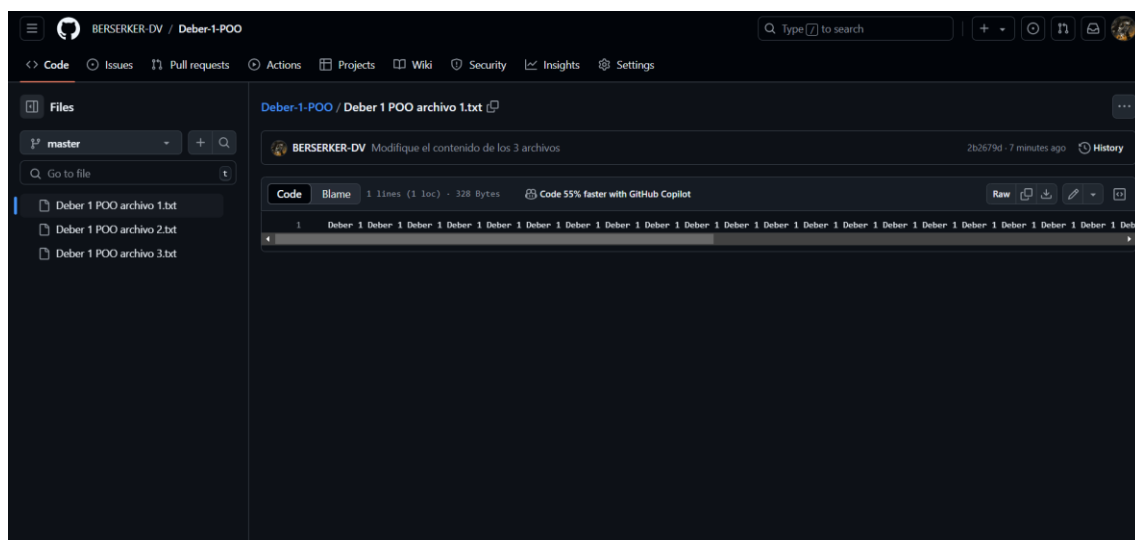 BERSERKER-DV / Deber-1-POO
Type / to search
Code Issues Pull requests Actions Projects Wiki Security Insights Settings
Files
master
Go to file t
Deber 1 POO archivo 1.txt
Deber 1 POO archivo 2.txt
Deber 1 POO archivo 3.txt
Deber-1-POO / Deber 1 POO archivo 1.txt
BERSERKER-DV Modifique el contenido de los 3 archivos 2b2679d · 7 minutes ago History
Code Blame 1 lines (1 loc) · 328 Bytes Code 55% faster with GitHub Copilot Raw
1 Deber 1 Deber 1 Deber 1 Deber 1 Deber 1 Deber 1 Deber 1 Deber 1 Deber 1 Deber 1 Deber 1 Deber 1 Deber 1 Deber 1 Deber 1 Deber 1 Deber 1 Deber 1 Deber 1 Deber 1 Deb